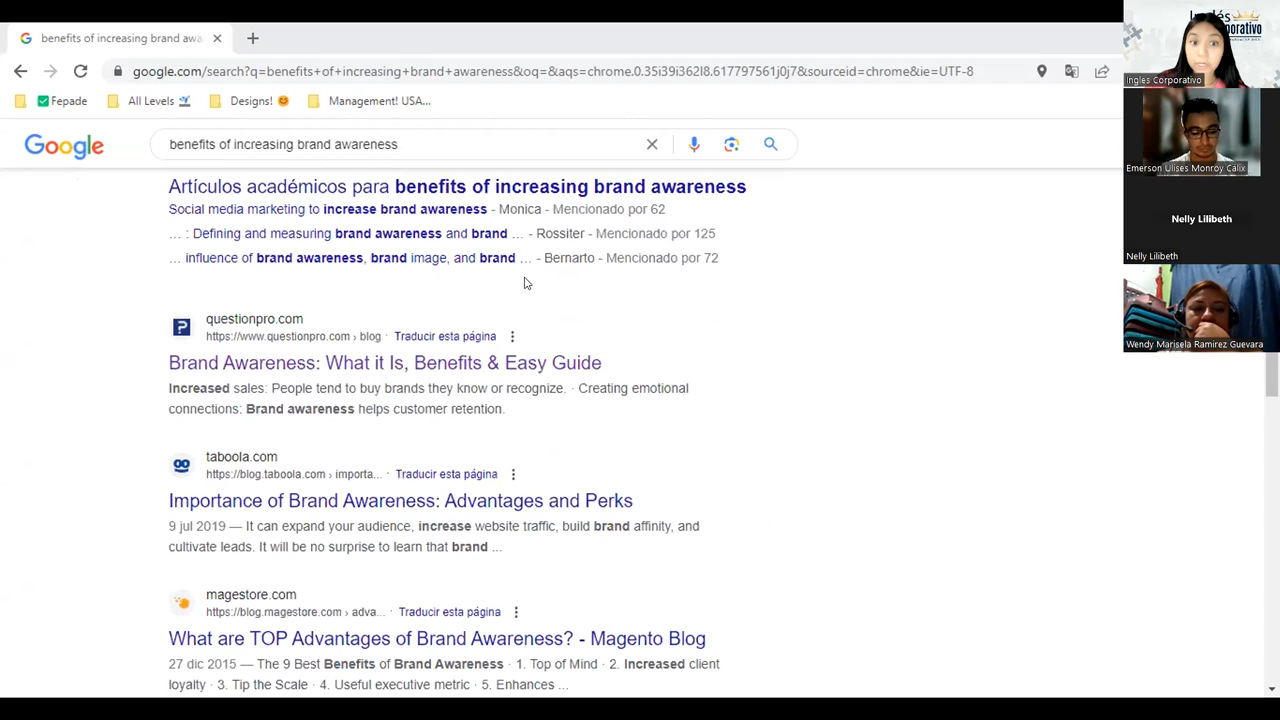 benefits of increasing brand awa
google.com/search?q=benefits+of+increasing+brand+awareness&oq=&aqs=chrome.0.35i39i362l8.617797561j0j7&sourceid=chrome&ie=UTF-8
Fepade
All Levels
Designs!
Management! USA...
Google
benefits of increasing brand awareness
Artículos académicos para benefits of increasing brand awareness
Social media marketing to increase brand awareness - Monica - Mencionado por 62
... : Defining and measuring brand awareness and brand ... - Rossiter - Mencionado por 125
... influence of brand awareness, brand image, and brand ... - Bernarto - Mencionado por 72
questionpro.com
https://www.questionpro.com › blog · Traducir esta página
Brand Awareness: What it Is, Benefits & Easy Guide
Increased sales: People tend to buy brands they know or recognize. · Creating emotional
connections: Brand awareness helps customer retention.
taboola.com
https://blog.taboola.com › importa... · Traducir esta página
Importance of Brand Awareness: Advantages and Perks
9 jul 2019 — It can expand your audience, increase website traffic, build brand affinity, and
cultivate leads. It will be no surprise to learn that brand ...
magestore.com
https://blog.magestore.com › adva... · Traducir esta página
What are TOP Advantages of Brand Awareness? - Magento Blog
27 dic 2015 — The 9 Best Benefits of Brand Awareness · 1. Top of Mind · 2. Increased client
loyalty · 3. Tip the Scale · 4. Useful executive metric · 5. Enhances ...
Ingles Corporativo
Emerson Ulises Monroy Cálix
Nelly Lilibeth
Nelly Lilibeth
Wendy Marisela Ramirez Guevara